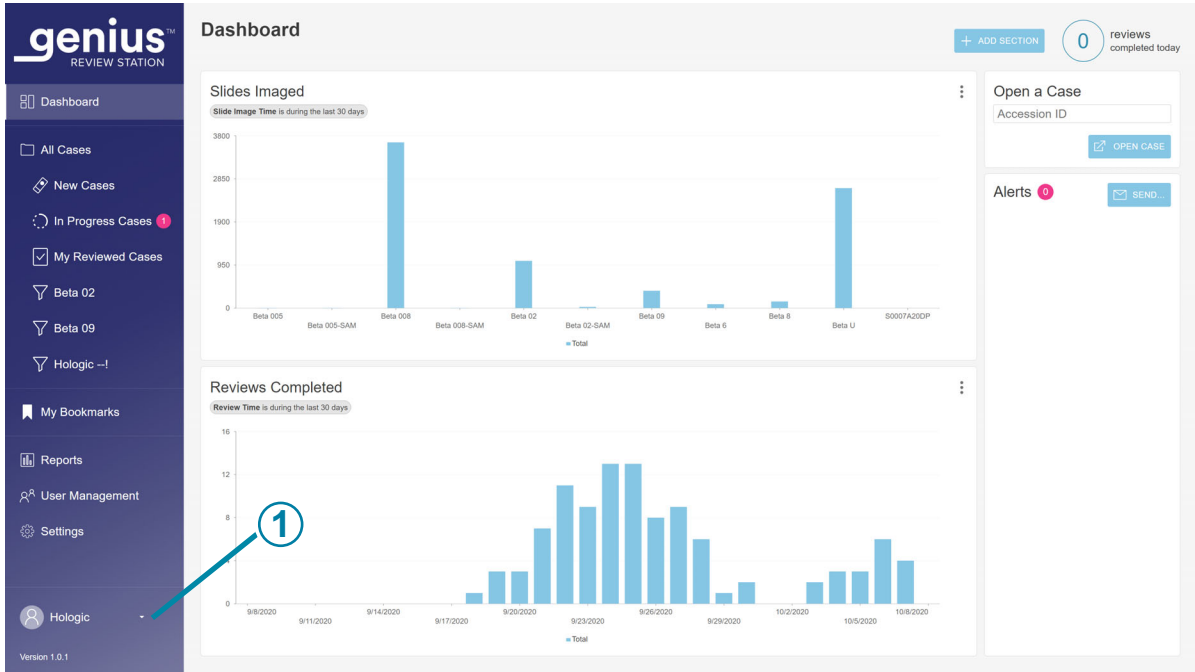 genius™
REVIEW STATION
Dashboard
All Cases
New Cases
In Progress Cases 1
My Reviewed Cases
Beta 02
Beta 09
Hologic --!
My Bookmarks
Reports
User Management
Settings
Hologic
Version 1.0.1
Dashboard
+ ADD SECTION
0 reviews
completed today
Slides Imaged
Slide Image Time is during the last 30 days
3800
2850
1900
950
0
Beta 005 Beta 008 Beta 02 Beta 09 Beta 8 S0007A20DP
Beta 005-SAM Beta 008-SAM Beta 02-SAM Beta 6 Beta U
Total
Reviews Completed
Review Time is during the last 30 days
16
12
8
4
0
9/8/2020 9/14/2020 9/20/2020 9/26/2020 10/2/2020 10/8/2020
9/11/2020 9/17/2020 9/23/2020 9/29/2020 10/5/2020
Total
1
Open a Case
Accession ID
OPEN CASE
Alerts 0
SEND...